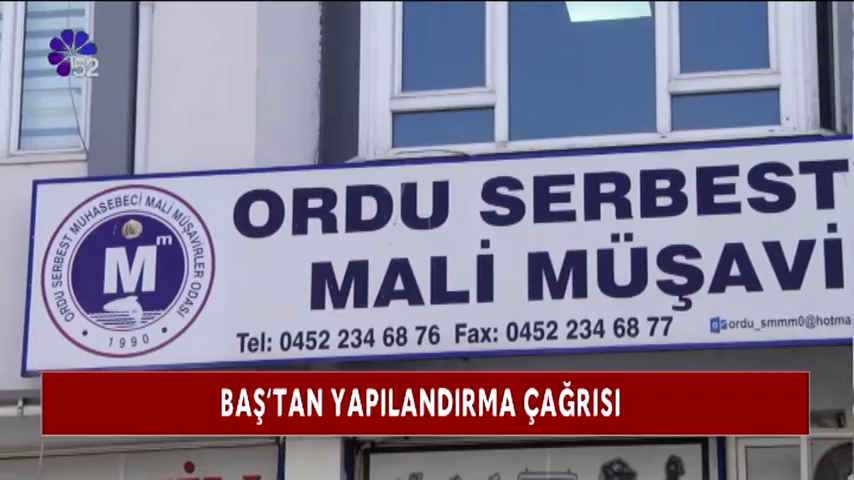 52
ORDU SERBEST MUHASEBECİ MALİ MÜŞAVİRLER ODASI
M m
1990
ORDU SERBEST
MALİ MÜŞAVİ
Tel: 0452 234 68 76 Fax: 0452 234 68 77
ordu_smmm0@hotma
BAŞ'TAN YAPILANDIRMA ÇAĞRISI